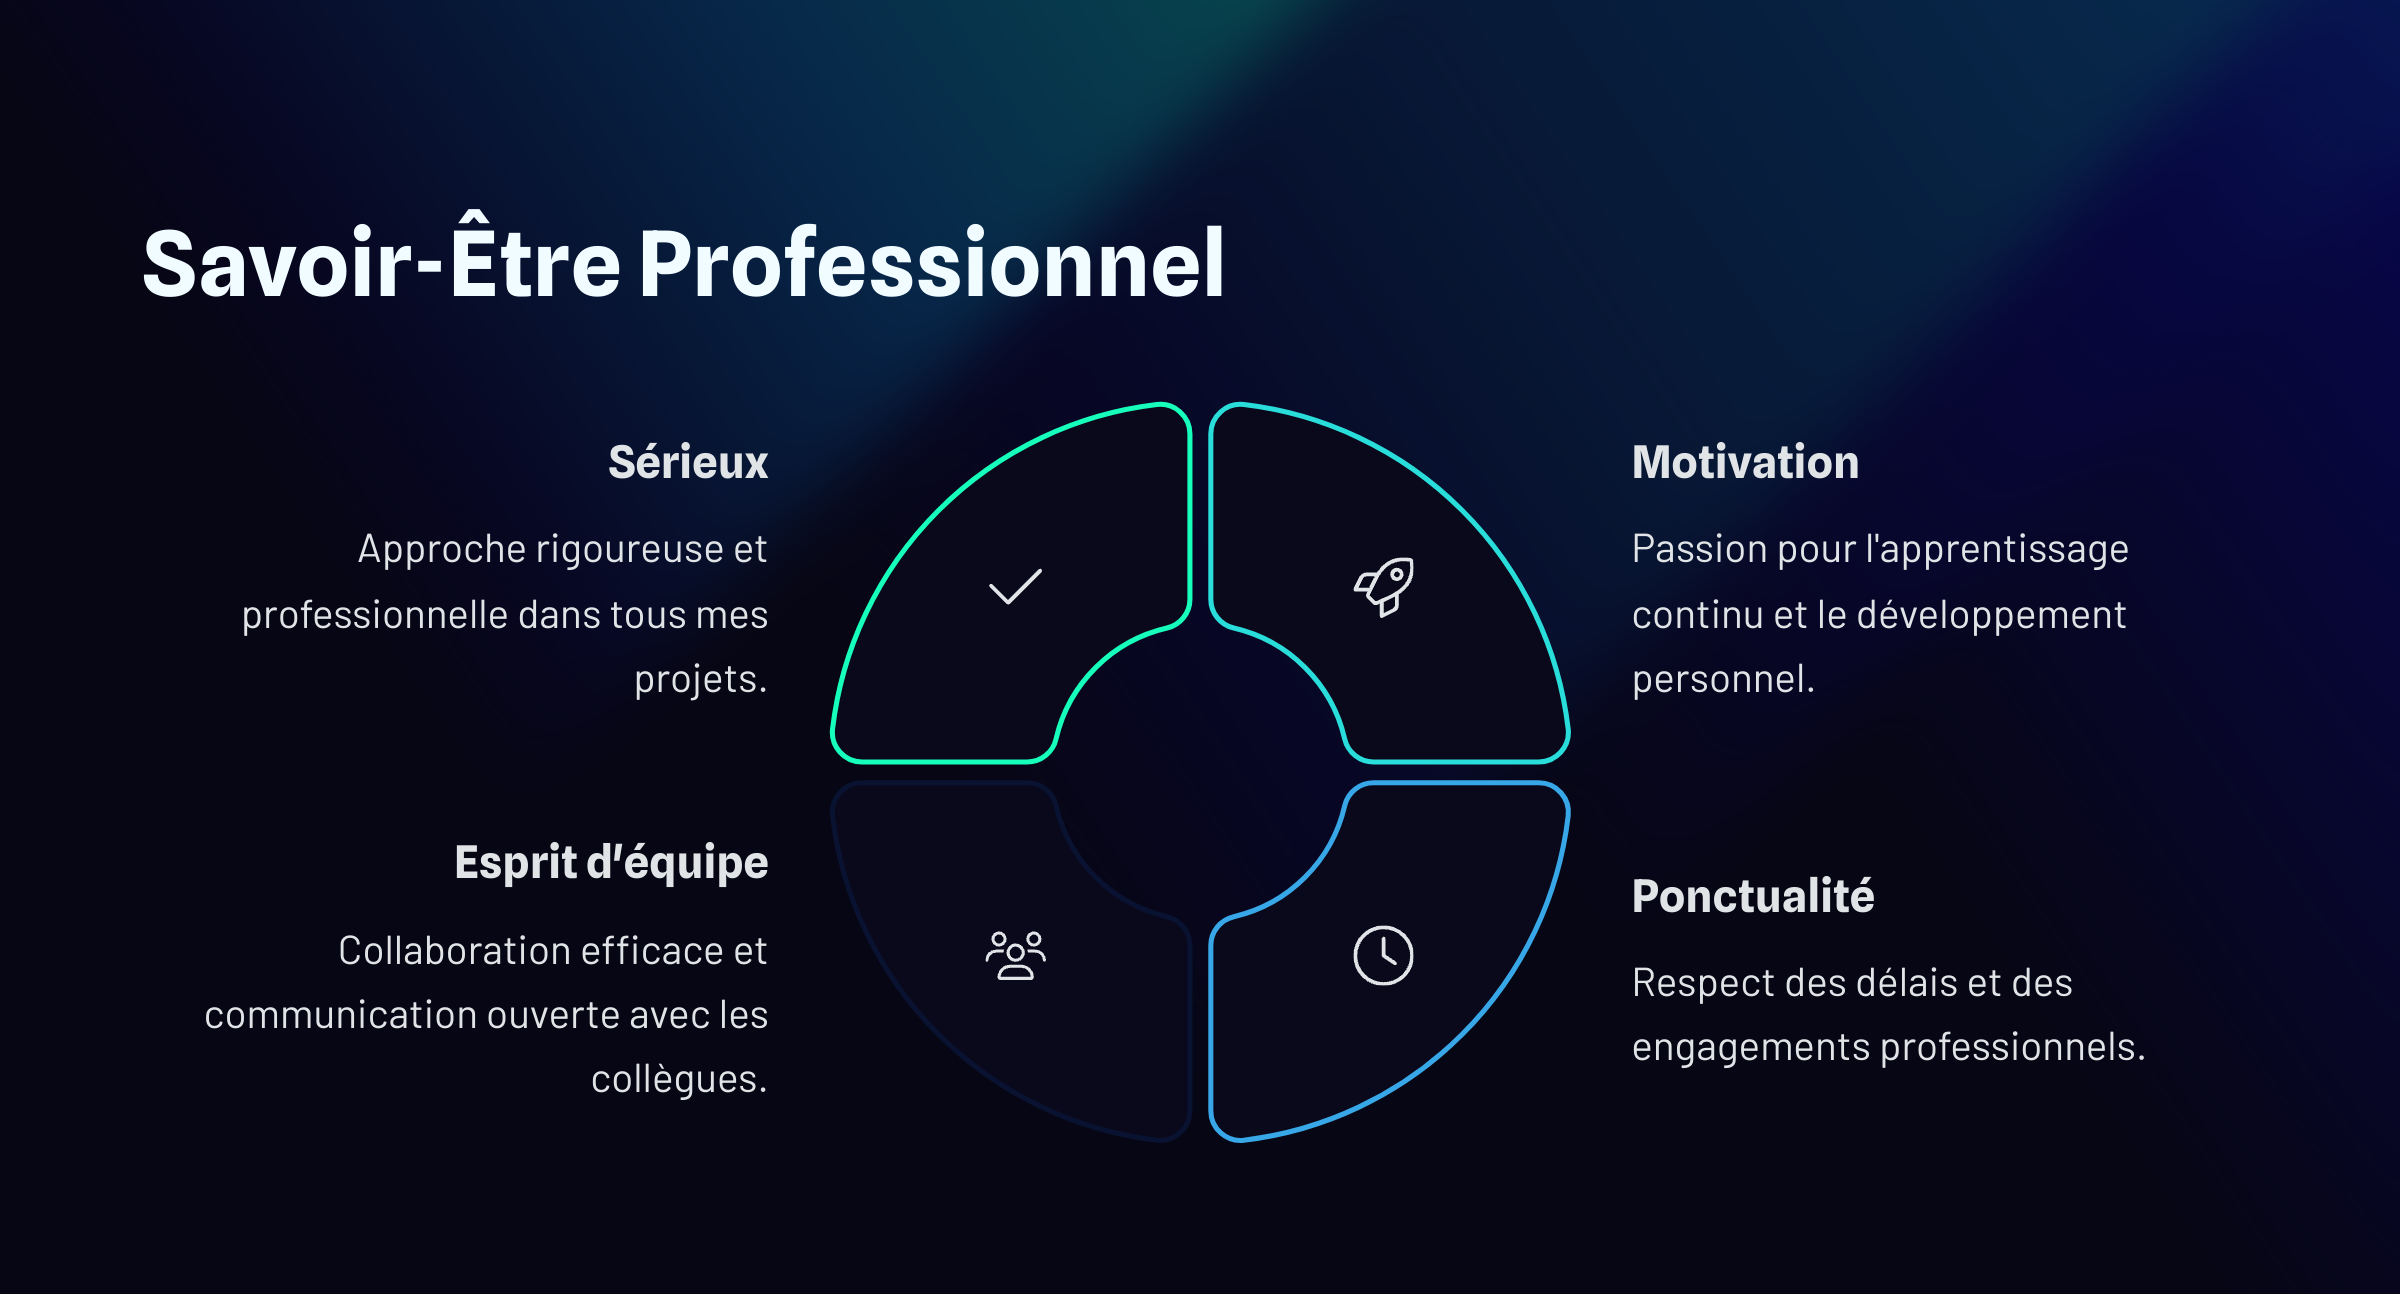 Savoir-Être Professionnel
Sérieux
Approche rigoureuse et
professionnelle dans tous mes
projets.
Motivation
Passion pour l'apprentissage
continu et le développement
personnel.
Esprit d'équipe
Collaboration efficace et
communication ouverte avec les
collègues.
Ponctualité
Respect des délais et des
engagements professionnels.